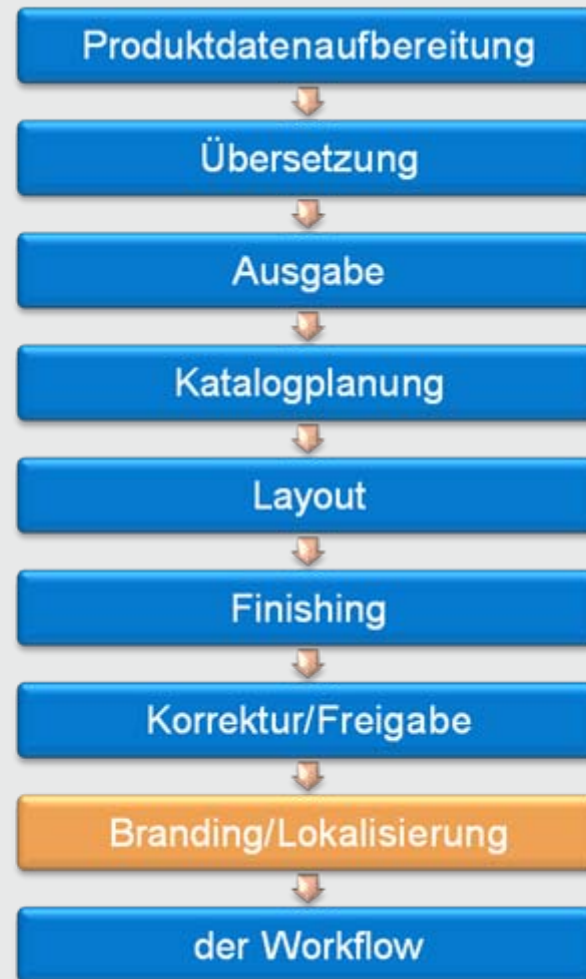 Produktdatenaufbereitung
Übersetzung
Ausgabe
Katalogplanung
Layout
Finishing
Korrektur/Freigabe
Branding/Lokalisierung
der Workflow